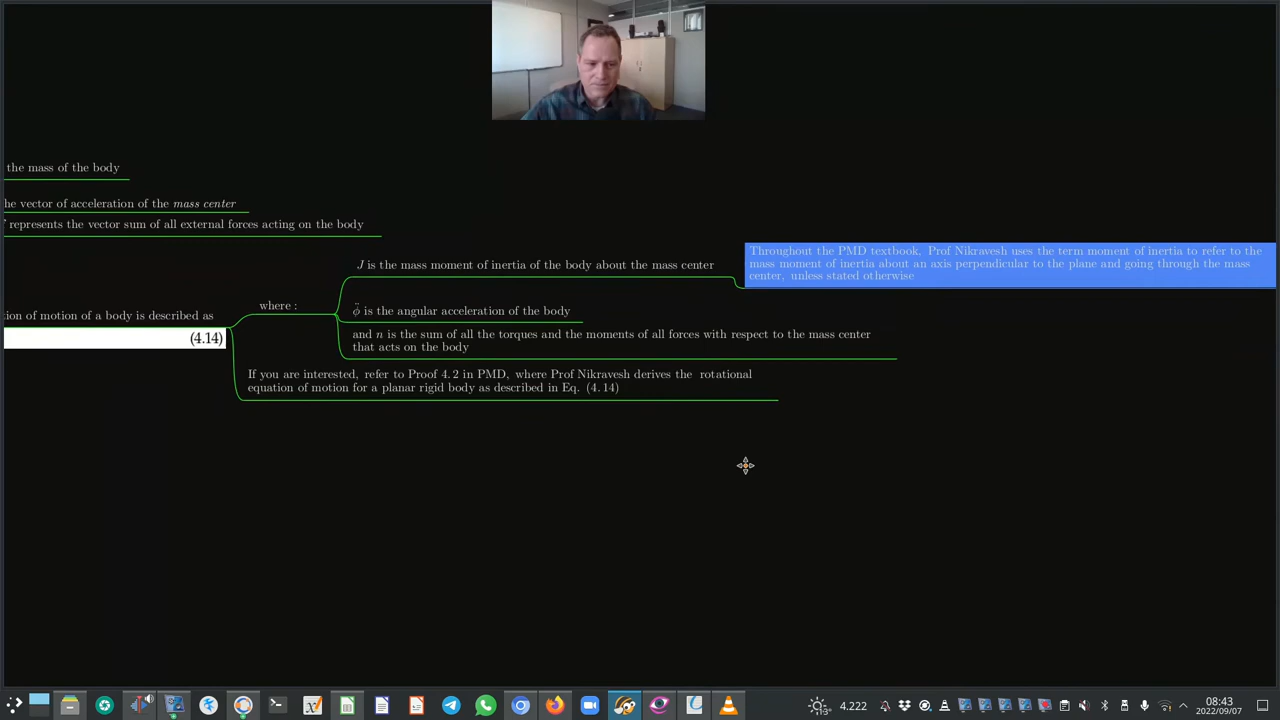 the mass of the body
he vector of acceleration of the mass center
represents the vector sum of all external forces acting on the body
Throughout the PMD textbook, Prof Nikravesh uses the term moment of inertia to refer to the
mass moment of inertia about an axis perpendicular to the plane and going through the mass
center, unless stated otherwise
J is the mass moment of inertia of the body about the mass center
where :
ϕ̈ is the angular acceleration of the body
ion of motion of a body is described as
(4.14)
and n is the sum of all the torques and the moments of all forces with respect to the mass center
that acts on the body
If you are interested, refer to Proof 4.2 in PMD, where Prof Nikravesh derives the rotational
equation of motion for a planar rigid body as described in Eq. (4.14)
4.222
08:43
2022/09/07